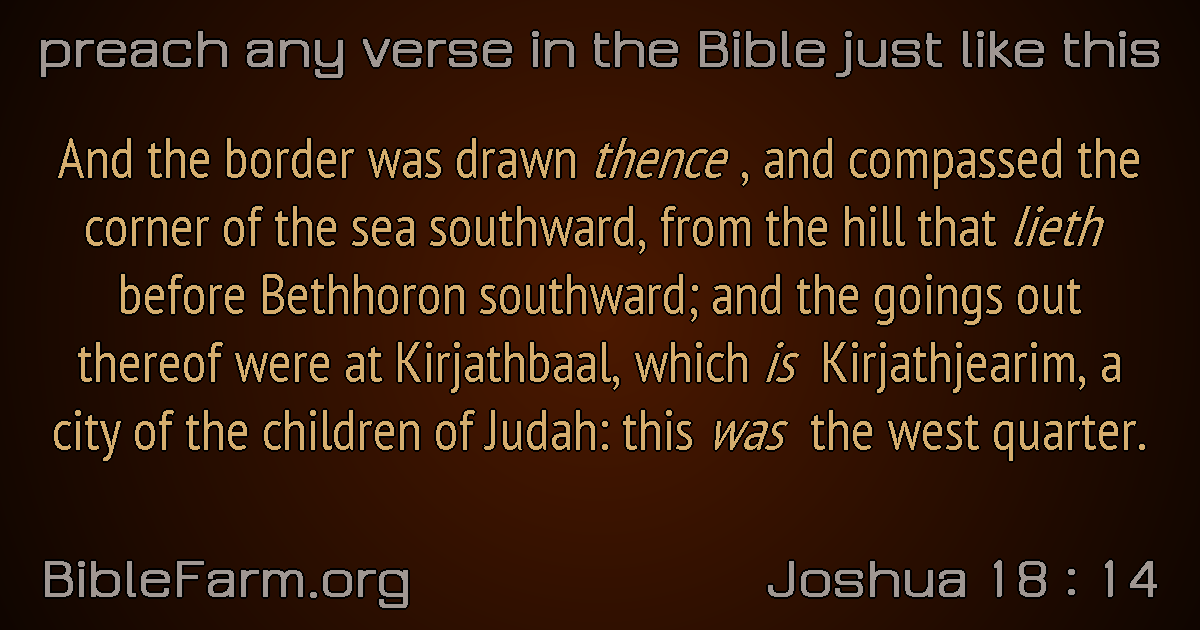 preach any verse in the Bible just like this
And the border was drawn thence , and compassed the
corner of the sea southward, from the hill that lieth
before Bethhoron southward; and the goings out
thereof were at Kirjathbaal, which is Kirjathjearim, a
city of the children of Judah: this was the west quarter.
BibleFarm.org
Joshua 18 : 14